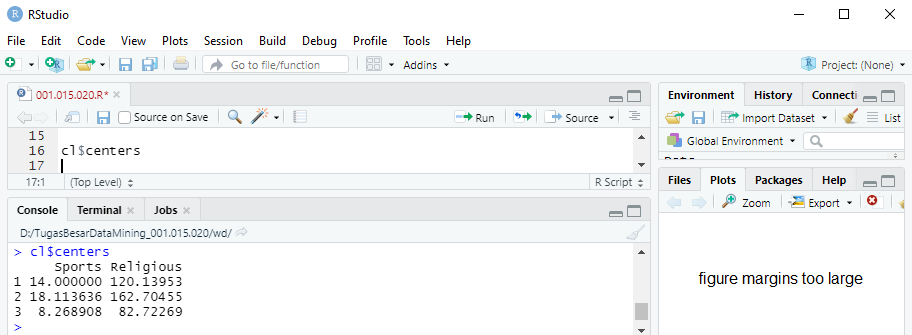 RStudio
File Edit Code View Plots Session Build Debug Profile Tools Help
Go to file/function Addins Project: (None)
001.015.020.R*
Source on Save Run Source
15
16 cl$centers
17
17:1 (Top Level) R Script
Console Terminal Jobs
D:/TugasBesarDataMining_001.015.020/wd/
> cl$centers
Sports Religious
1 14.000000 120.13953
2 18.113636 162.70455
3 8.268908 82.72269
>
Environment History Connecti
Import Dataset List
Global Environment
Files Plots Packages Help
Zoom Export
figure margins too large